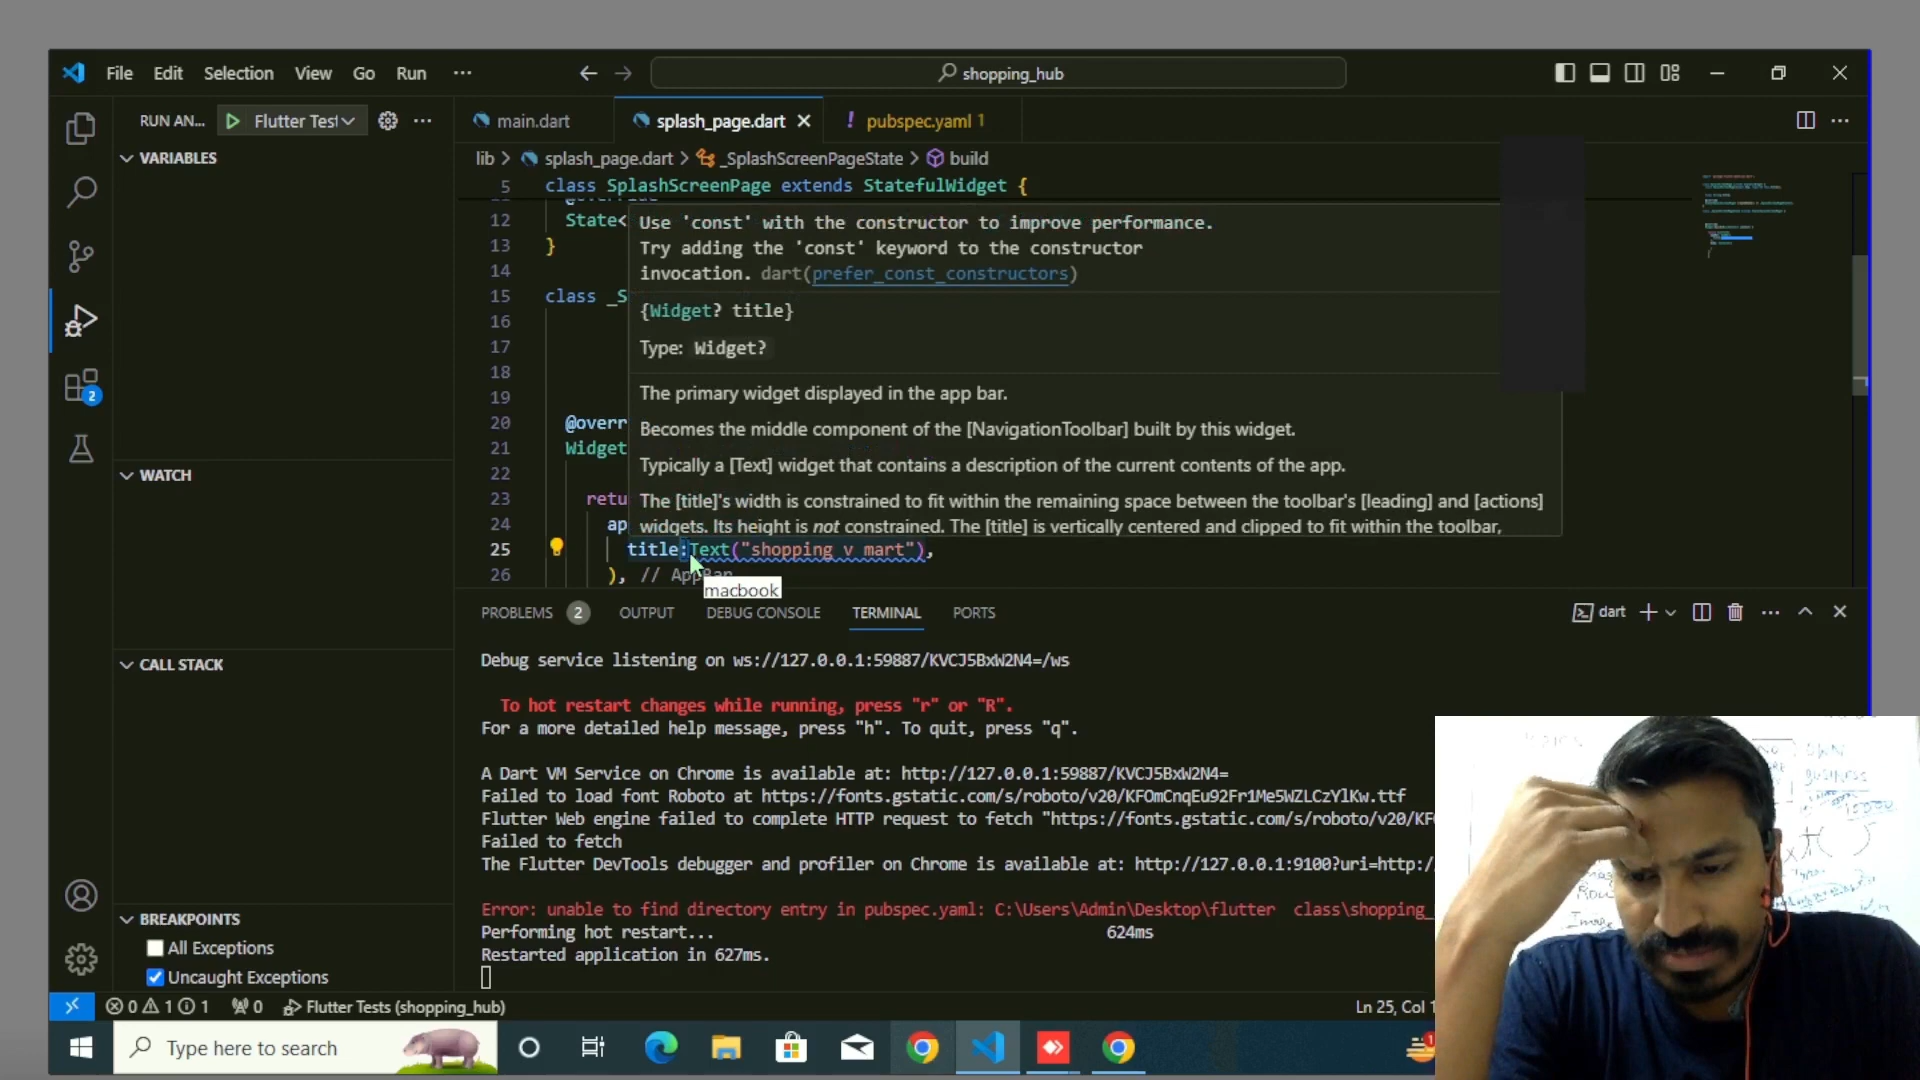 File Edit Selection View Go Run ... shopping_hub
RUN AN... Flutter Test ...
main.dart splash_page.dart pubspec.yaml 1
VARIABLES
lib > splash_page.dart > _SplashScreenPageState > build
5 class SplashScreenPage extends StatefulWidget {
12 State<
13 }
14
15 class _S
16
17
18
19
20 @overr
21 Widget
22
23 retu
24 ap
25 title:Text("shopping v mart"),
26 ), // AppBar
Use 'const' with the constructor to improve performance.
Try adding the 'const' keyword to the constructor
invocation. dart(prefer_const_constructors)
{Widget? title}
Type: Widget?
The primary widget displayed in the app bar.
Becomes the middle component of the [NavigationToolbar] built by this widget.
Typically a [Text] widget that contains a description of the current contents of the app.
The [title]'s width is constrained to fit within the remaining space between the toolbar's [leading] and [actions]
widgets. Its height is not constrained. The [title] is vertically centered and clipped to fit within the toolbar,
macbook
WATCH
CALL STACK
BREAKPOINTS
All Exceptions
Uncaught Exceptions
2
PROBLEMS 2 OUTPUT DEBUG CONSOLE TERMINAL PORTS
dart
Debug service listening on ws://127.0.0.1:59887/KVCJ5BxW2N4=/ws
To hot restart changes while running, press "r" or "R".
For a more detailed help message, press "h". To quit, press "q".
A Dart VM Service on Chrome is available at: http://127.0.0.1:59887/KVCJ5BxW2N4=
Failed to load font Roboto at https://fonts.gstatic.com/s/roboto/v20/KFOmCnqEu92Fr1Me5WZLCzYlKw.ttf
Flutter Web engine failed to complete HTTP request to fetch "https://fonts.gstatic.com/s/roboto/v20/KF
Failed to fetch
The Flutter DevTools debugger and profiler on Chrome is available at: http://127.0.0.1:9100?uri=http:/
Error: unable to find directory entry in pubspec.yaml: C:\Users\Admin\Desktop\flutter class\shopping_
Performing hot restart... 624ms
Restarted application in 627ms.
0 1 1 0 Flutter Tests (shopping_hub)
Ln 25, Col 1
Type here to search
1
OWN
BUSINESS